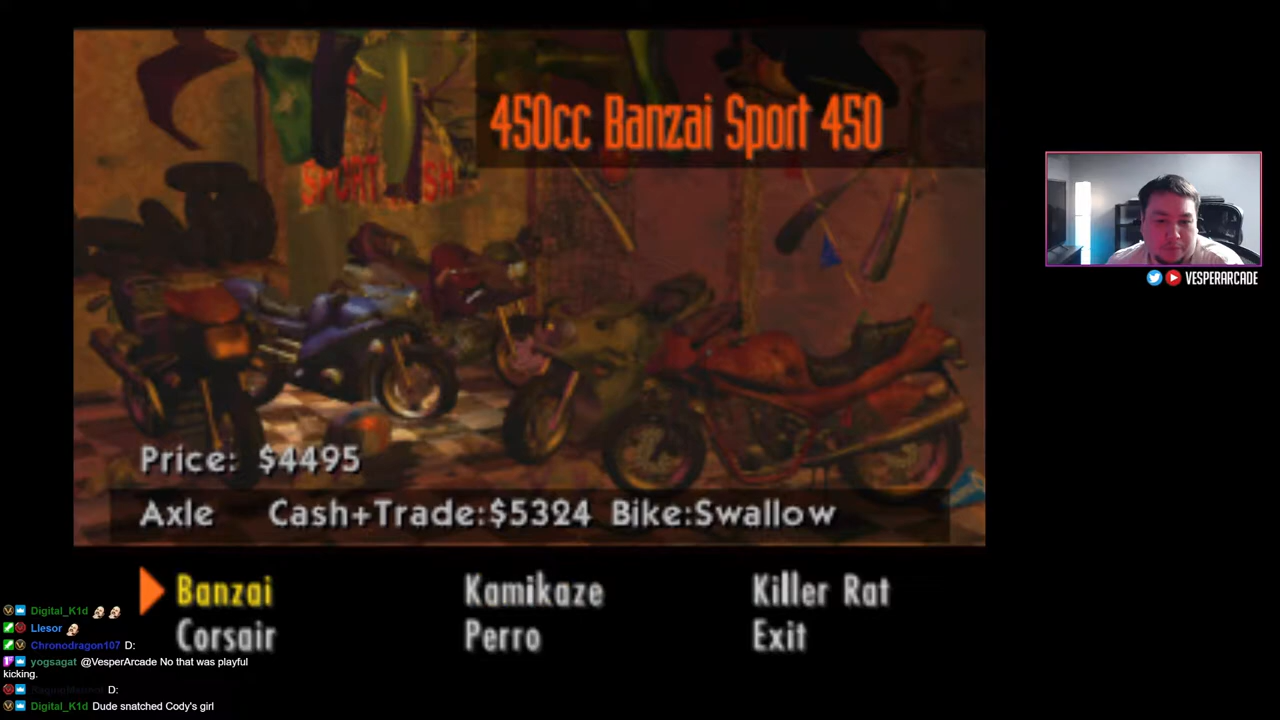 450cc Banzai Sport 450
SPORT
Price: $4495
Axle Cash+Trade:$5324 Bike:Swallow
Banzai Kamikaze Killer Rat
Corsair Perro Exit
VESPERARCADE
Digital_K1d
Llesor
Chronodragon107 D:
yogsagat @VesperArcade No that was playful
kicking.
D:
Digital_K1d Dude snatched Cody's girl